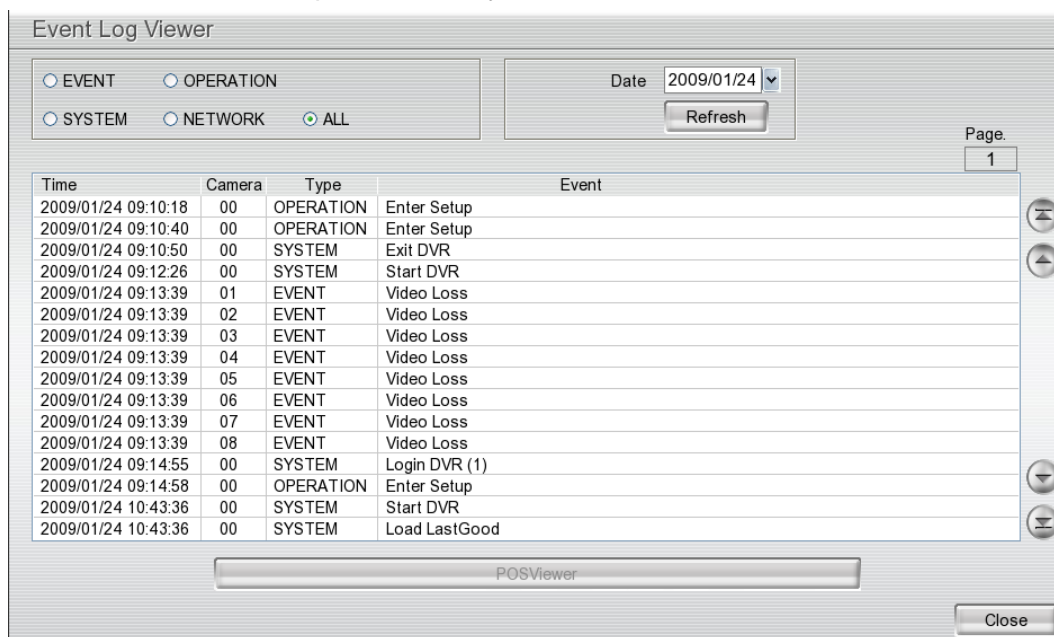 Event Log Viewer
EVENT OPERATION
SYSTEM NETWORK ALL
Date 2009/01/24
Refresh
Page.
1
Time Camera Type Event
2009/01/24 09:10:18 00 OPERATION Enter Setup
2009/01/24 09:10:40 00 OPERATION Enter Setup
2009/01/24 09:10:50 00 SYSTEM Exit DVR
2009/01/24 09:12:26 00 SYSTEM Start DVR
2009/01/24 09:13:39 01 EVENT Video Loss
2009/01/24 09:13:39 02 EVENT Video Loss
2009/01/24 09:13:39 03 EVENT Video Loss
2009/01/24 09:13:39 04 EVENT Video Loss
2009/01/24 09:13:39 05 EVENT Video Loss
2009/01/24 09:13:39 06 EVENT Video Loss
2009/01/24 09:13:39 07 EVENT Video Loss
2009/01/24 09:13:39 08 EVENT Video Loss
2009/01/24 09:14:55 00 SYSTEM Login DVR (1)
2009/01/24 09:14:58 00 OPERATION Enter Setup
2009/01/24 10:43:36 00 SYSTEM Start DVR
2009/01/24 10:43:36 00 SYSTEM Load LastGood
POSViewer
Close